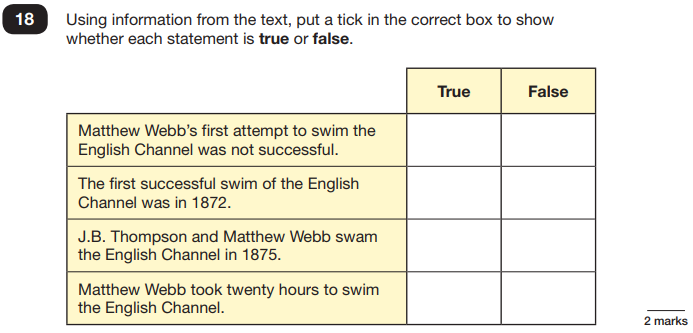 18
Using information from the text, put a tick in the correct box to show
whether each statement is true or false.
True False
Matthew Webb's first attempt to swim the
English Channel was not successful.
The first successful swim of the English
Channel was in 1872.
J.B. Thompson and Matthew Webb swam
the English Channel in 1875.
Matthew Webb took twenty hours to swim
the English Channel.
2 marks